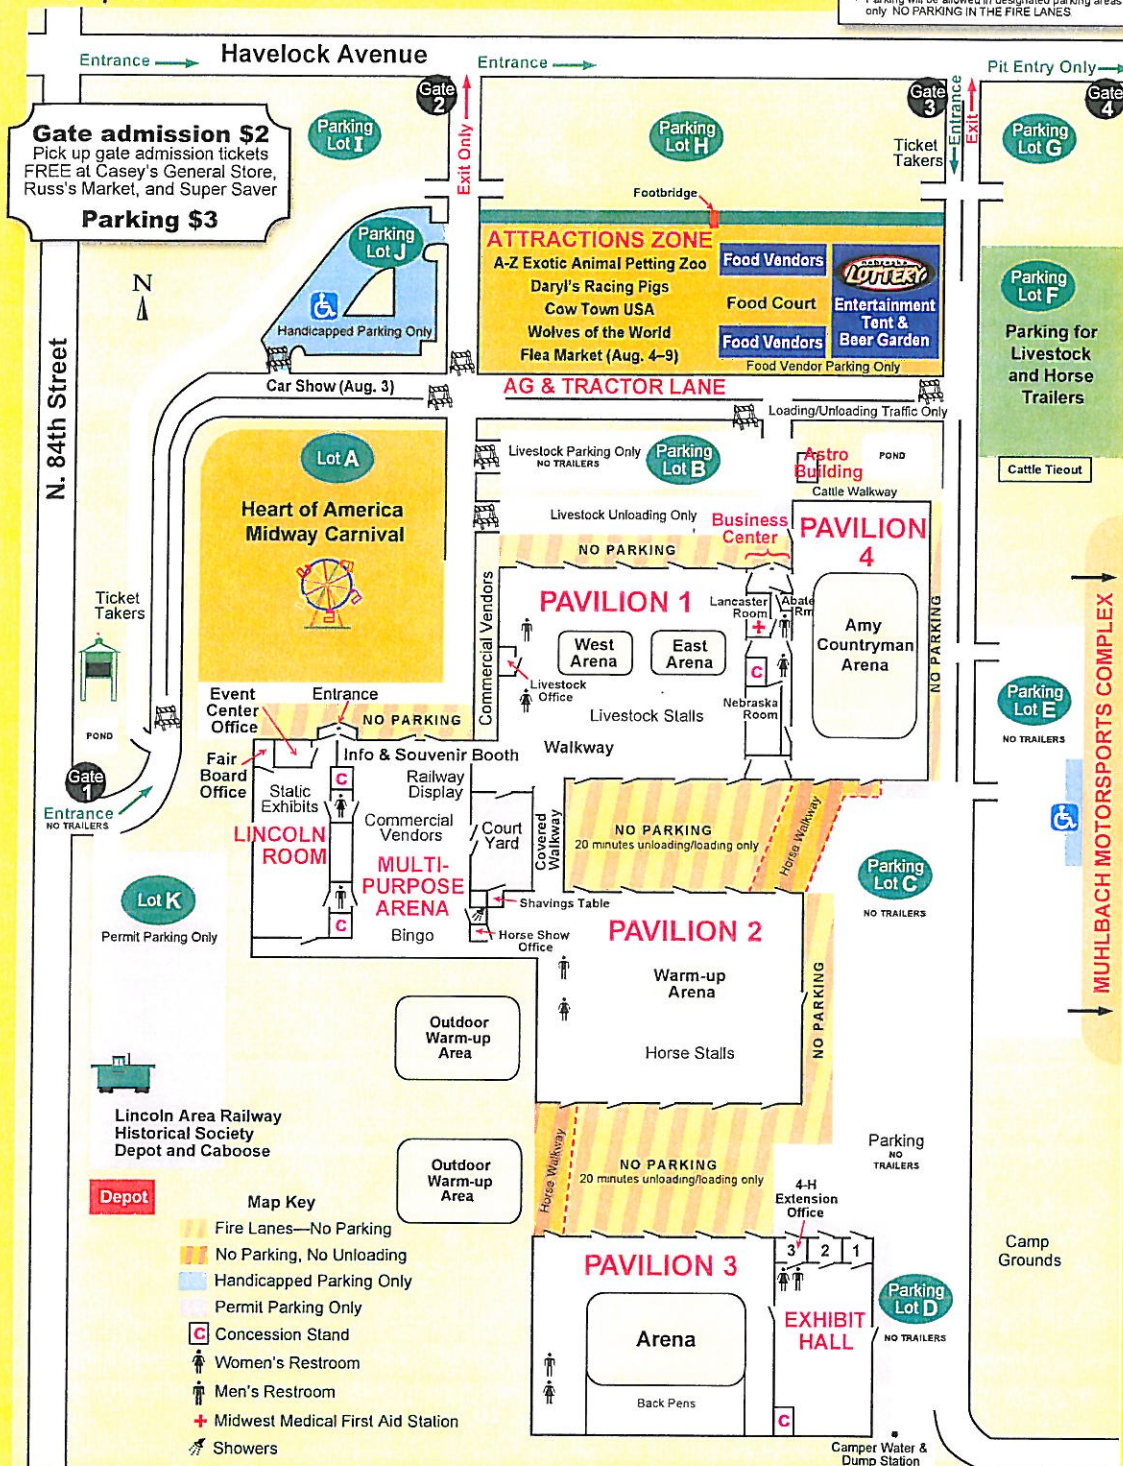 Parking will be allowed in designated parking areas
only NO PARKING IN THE FIRE LANES
Havelock Avenue
Entrance
Entrance
Pit Entry Only
Gate
2
Gate
3
Gate
4
Exit Only
Entrance
Exit
Gate admission $2
Pick up gate admission tickets
FREE at Casey's General Store,
Russ's Market, and Super Saver
Parking $3
Parking
Lot I
Parking
Lot H
Ticket
Takers
Parking
Lot G
Footbridge
Parking
Lot J
Handicapped Parking Only
N
N. 84th Street
ATTRACTIONS ZONE
A-Z Exotic Animal Petting Zoo
Daryl's Racing Pigs
Cow Town USA
Wolves of the World
Flea Market (Aug. 4–9)
Food Vendors
Food Court
Food Vendors
nebraska
LOTTERY
Entertainment
Tent &
Beer Garden
Food Vendor Parking Only
Parking
Lot F
Parking for
Livestock
and Horse
Trailers
Cattle Tieout
Car Show (Aug. 3)
AG & TRACTOR LANE
Loading/Unloading Traffic Only
Lot A
Heart of America
Midway Carnival
Livestock Parking Only
NO TRAILERS
Parking
Lot B
Astro
Building
POND
Cattle Walkway
Livestock Unloading Only
Business
Center
NO PARKING
PAVILION
4
Amy
Countryman
Arena
NO PARKING
Commercial Vendors
PAVILION 1
West
Arena
East
Arena
Lancaster
Room
Abate
Rm
C
Nebraska
Room
Livestock
Office
Livestock Stalls
Walkway
Ticket
Takers
POND
Gate
1
Entrance
NO TRAILERS
Event
Center
Office
Entrance
NO PARKING
Fair
Board
Office
Info & Souvenir Booth
Static
Exhibits
C
Railway
Display
Commercial
Vendors
Court
Yard
Covered
Walkway
LINCOLN
ROOM
MULTI-
PURPOSE
ARENA
C
Bingo
Shavings Table
Horse Show
Office
NO PARKING
20 minutes unloading/loading only
Horse Walkway
Parking
Lot E
NO TRAILERS
MUHLBACH MOTORSPORTS COMPLEX
Parking
Lot C
NO TRAILERS
Lot K
Permit Parking Only
PAVILION 2
Warm-up
Arena
Horse Stalls
NO PARKING
Outdoor
Warm-up
Area
Lincoln Area Railway
Historical Society
Depot and Caboose
Depot
Outdoor
Warm-up
Area
Horse Walkway
NO PARKING
20 minutes unloading/loading only
Parking
NO
TRAILERS
4-H
Extension
Office
3
2
1
PAVILION 3
Arena
Back Pens
EXHIBIT
HALL
C
Parking
Lot D
NO TRAILERS
Camp
Grounds
Camper Water &
Dump Station
Map Key
Fire Lanes—No Parking
No Parking, No Unloading
Handicapped Parking Only
Permit Parking Only
C Concession Stand
Women's Restroom
Men's Restroom
Midwest Medical First Aid Station
Showers